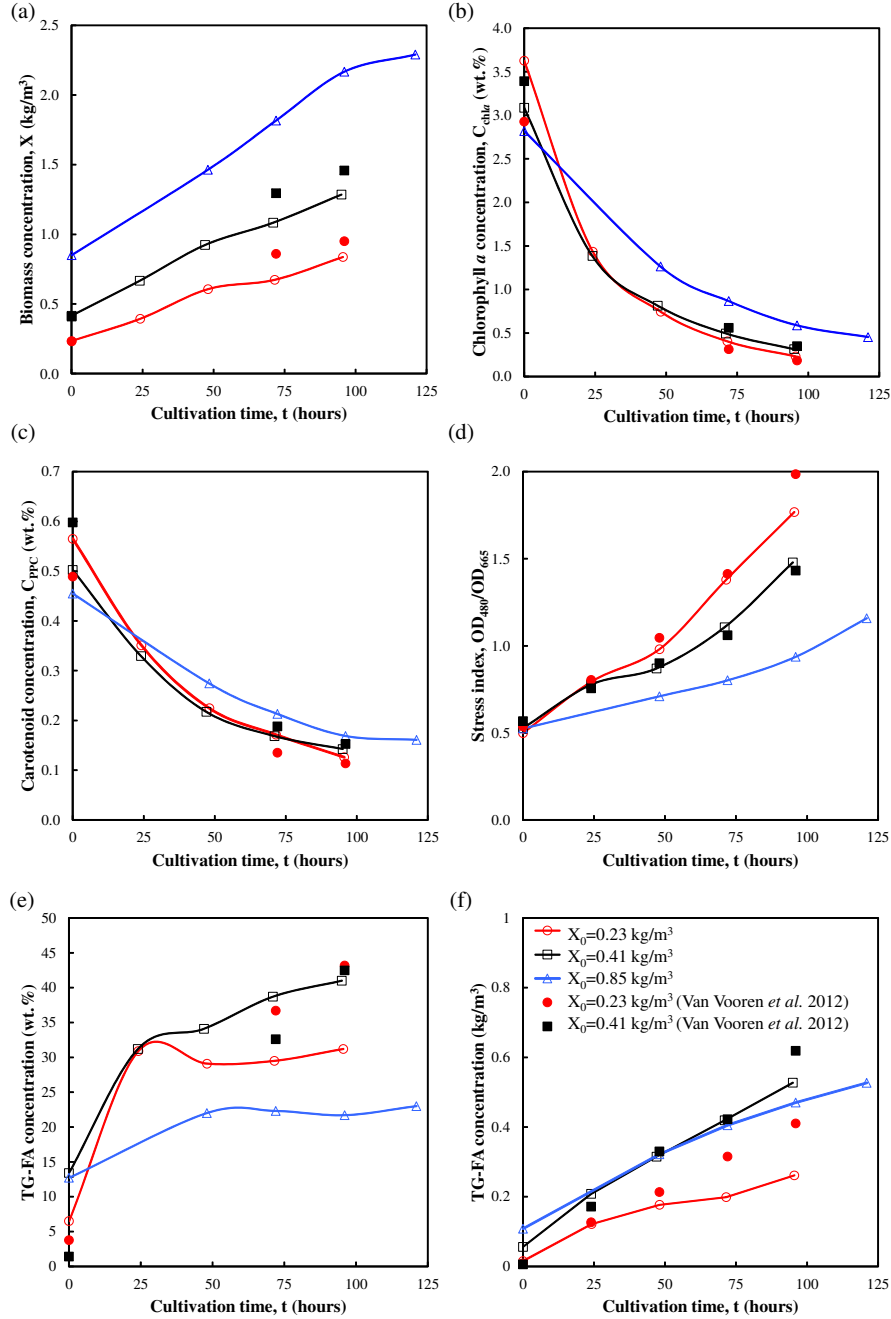 (a)
2.5
2.0
1.5
1.0
0.5
0.0
0 25 50 75 100 125
Biomass concentration, X (kg/m³)
Cultivation time, t (hours)
(b)
4.0
3.5
3.0
2.5
2.0
1.5
1.0
0.5
0.0
0 25 50 75 100 125
Chlorophyll a concentration, Cchla (wt.%)
Cultivation time, t (hours)
(c)
0.7
0.6
0.5
0.4
0.3
0.2
0.1
0.0
0 25 50 75 100 125
Carotenoid concentration, CPPC (wt.%)
Cultivation time, t (hours)
(d)
2.0
1.5
1.0
0.5
0.0
0 25 50 75 100 125
Stress index, OD480/OD665
Cultivation time, t (hours)
(e)
50
45
40
35
30
25
20
15
10
5
0
0 25 50 75 100 125
TG-FA concentration (wt.%)
Cultivation time, t (hours)
(f)
1
0.8
0.6
0.4
0.2
0
0 25 50 75 100 125
TG-FA concentration (kg/m³)
Cultivation time, t (hours)
X0=0.23 kg/m³
X0=0.41 kg/m³
X0=0.85 kg/m³
X0=0.23 kg/m³ (Van Vooren et al. 2012)
X0=0.41 kg/m³ (Van Vooren et al. 2012)